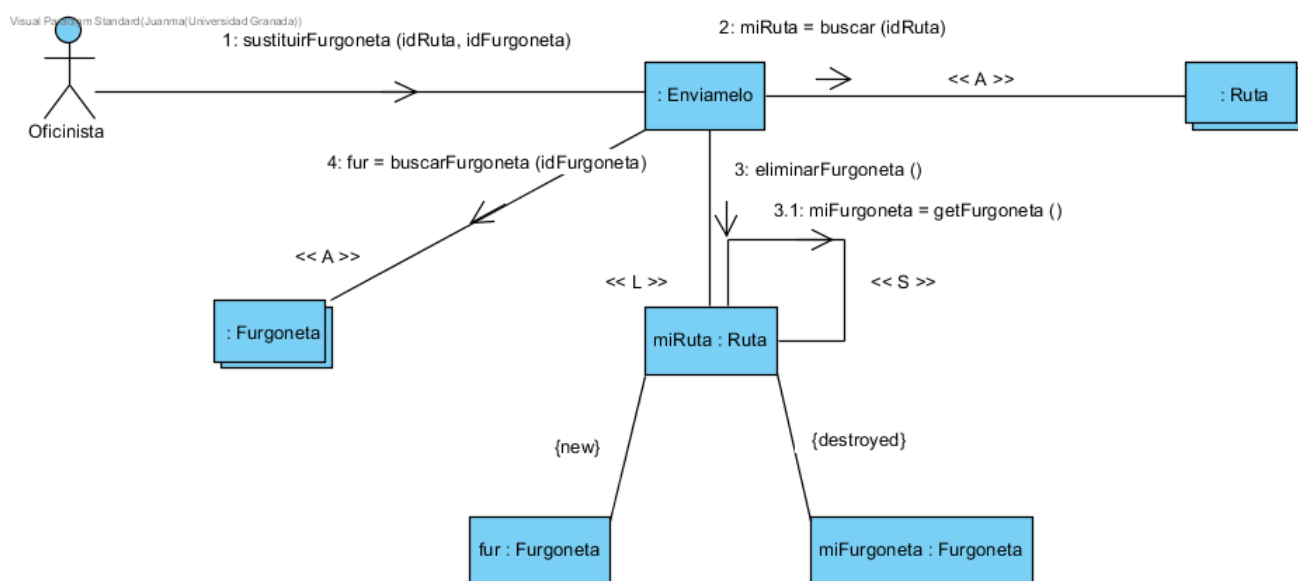 Visual Paradigm Standard(Juanma(Universidad Granada))
1: sustituirFurgoneta (idRuta, idFurgoneta)
2: miRuta = buscar (idRuta)
<< A >>
: Enviamelo
: Ruta
Oficinista
4: fur = buscarFurgoneta (idFurgoneta)
3: eliminarFurgoneta ()
3.1: miFurgoneta = getFurgoneta ()
<< A >>
<< L >>
<< S >>
: Furgoneta
miRuta : Ruta
{new}
{destroyed}
fur : Furgoneta
miFurgoneta : Furgoneta